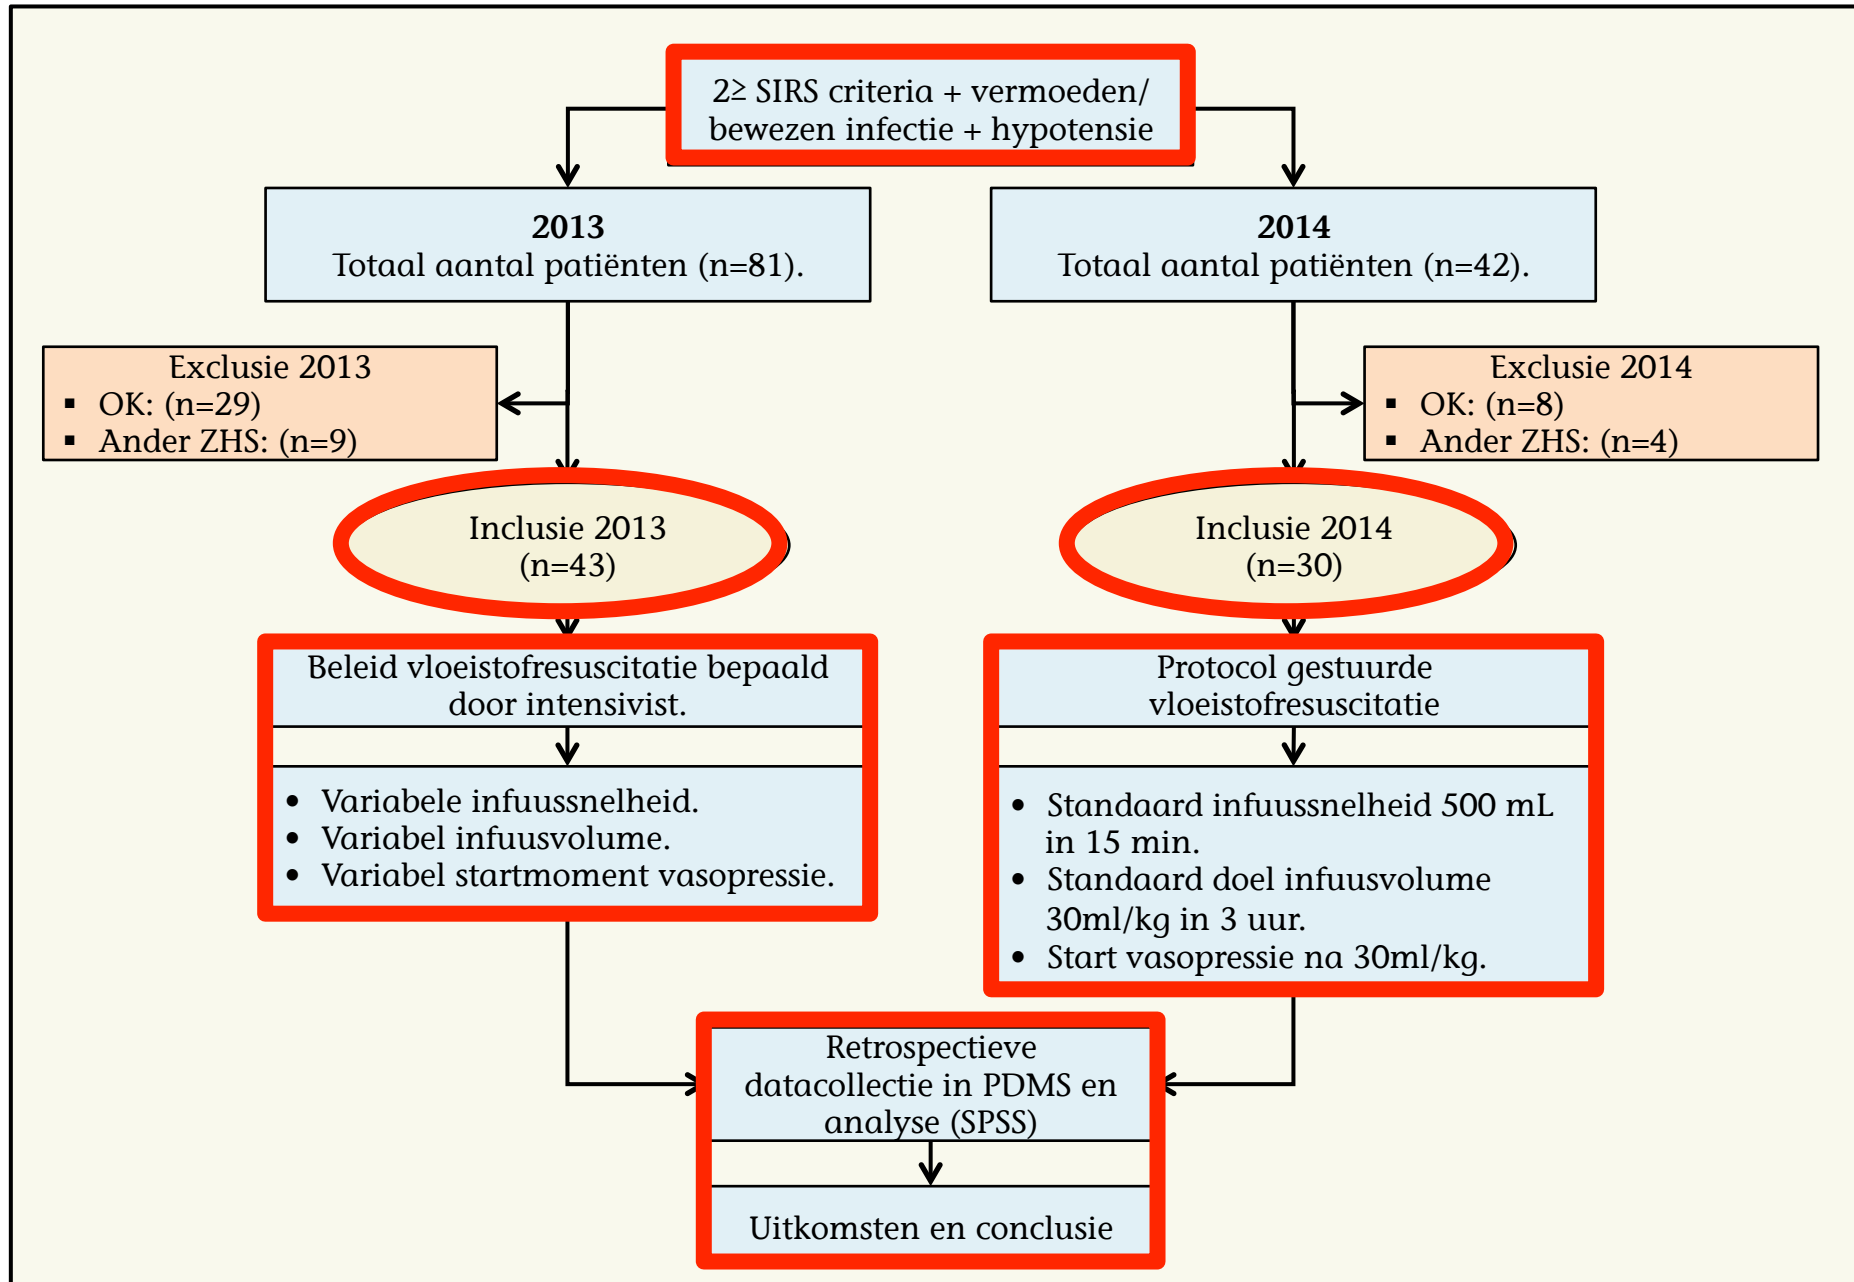 2≥ SIRS criteria + vermoeden/
bewezen infectie + hypotensie
2013
Totaal aantal patiënten (n=81).
2014
Totaal aantal patiënten (n=42).
Exclusie 2013
▪ OK: (n=29)
▪ Ander ZHS: (n=9)
Exclusie 2014
▪ OK: (n=8)
▪ Ander ZHS: (n=4)
Inclusie 2013
(n=43)
Inclusie 2014
(n=30)
Beleid vloeistofresuscitatie bepaald
door intensivist.
• Variabele infuussnelheid.
• Variabel infuusvolume.
• Variabel startmoment vasopressie.
Protocol gestuurde
vloeistofresuscitatie
• Standaard infuussnelheid 500 mL
in 15 min.
• Standaard doel infuusvolume
30ml/kg in 3 uur.
• Start vasopressie na 30ml/kg.
Retrospectieve
datacollectie in PDMS en
analyse (SPSS)
Uitkomsten en conclusie